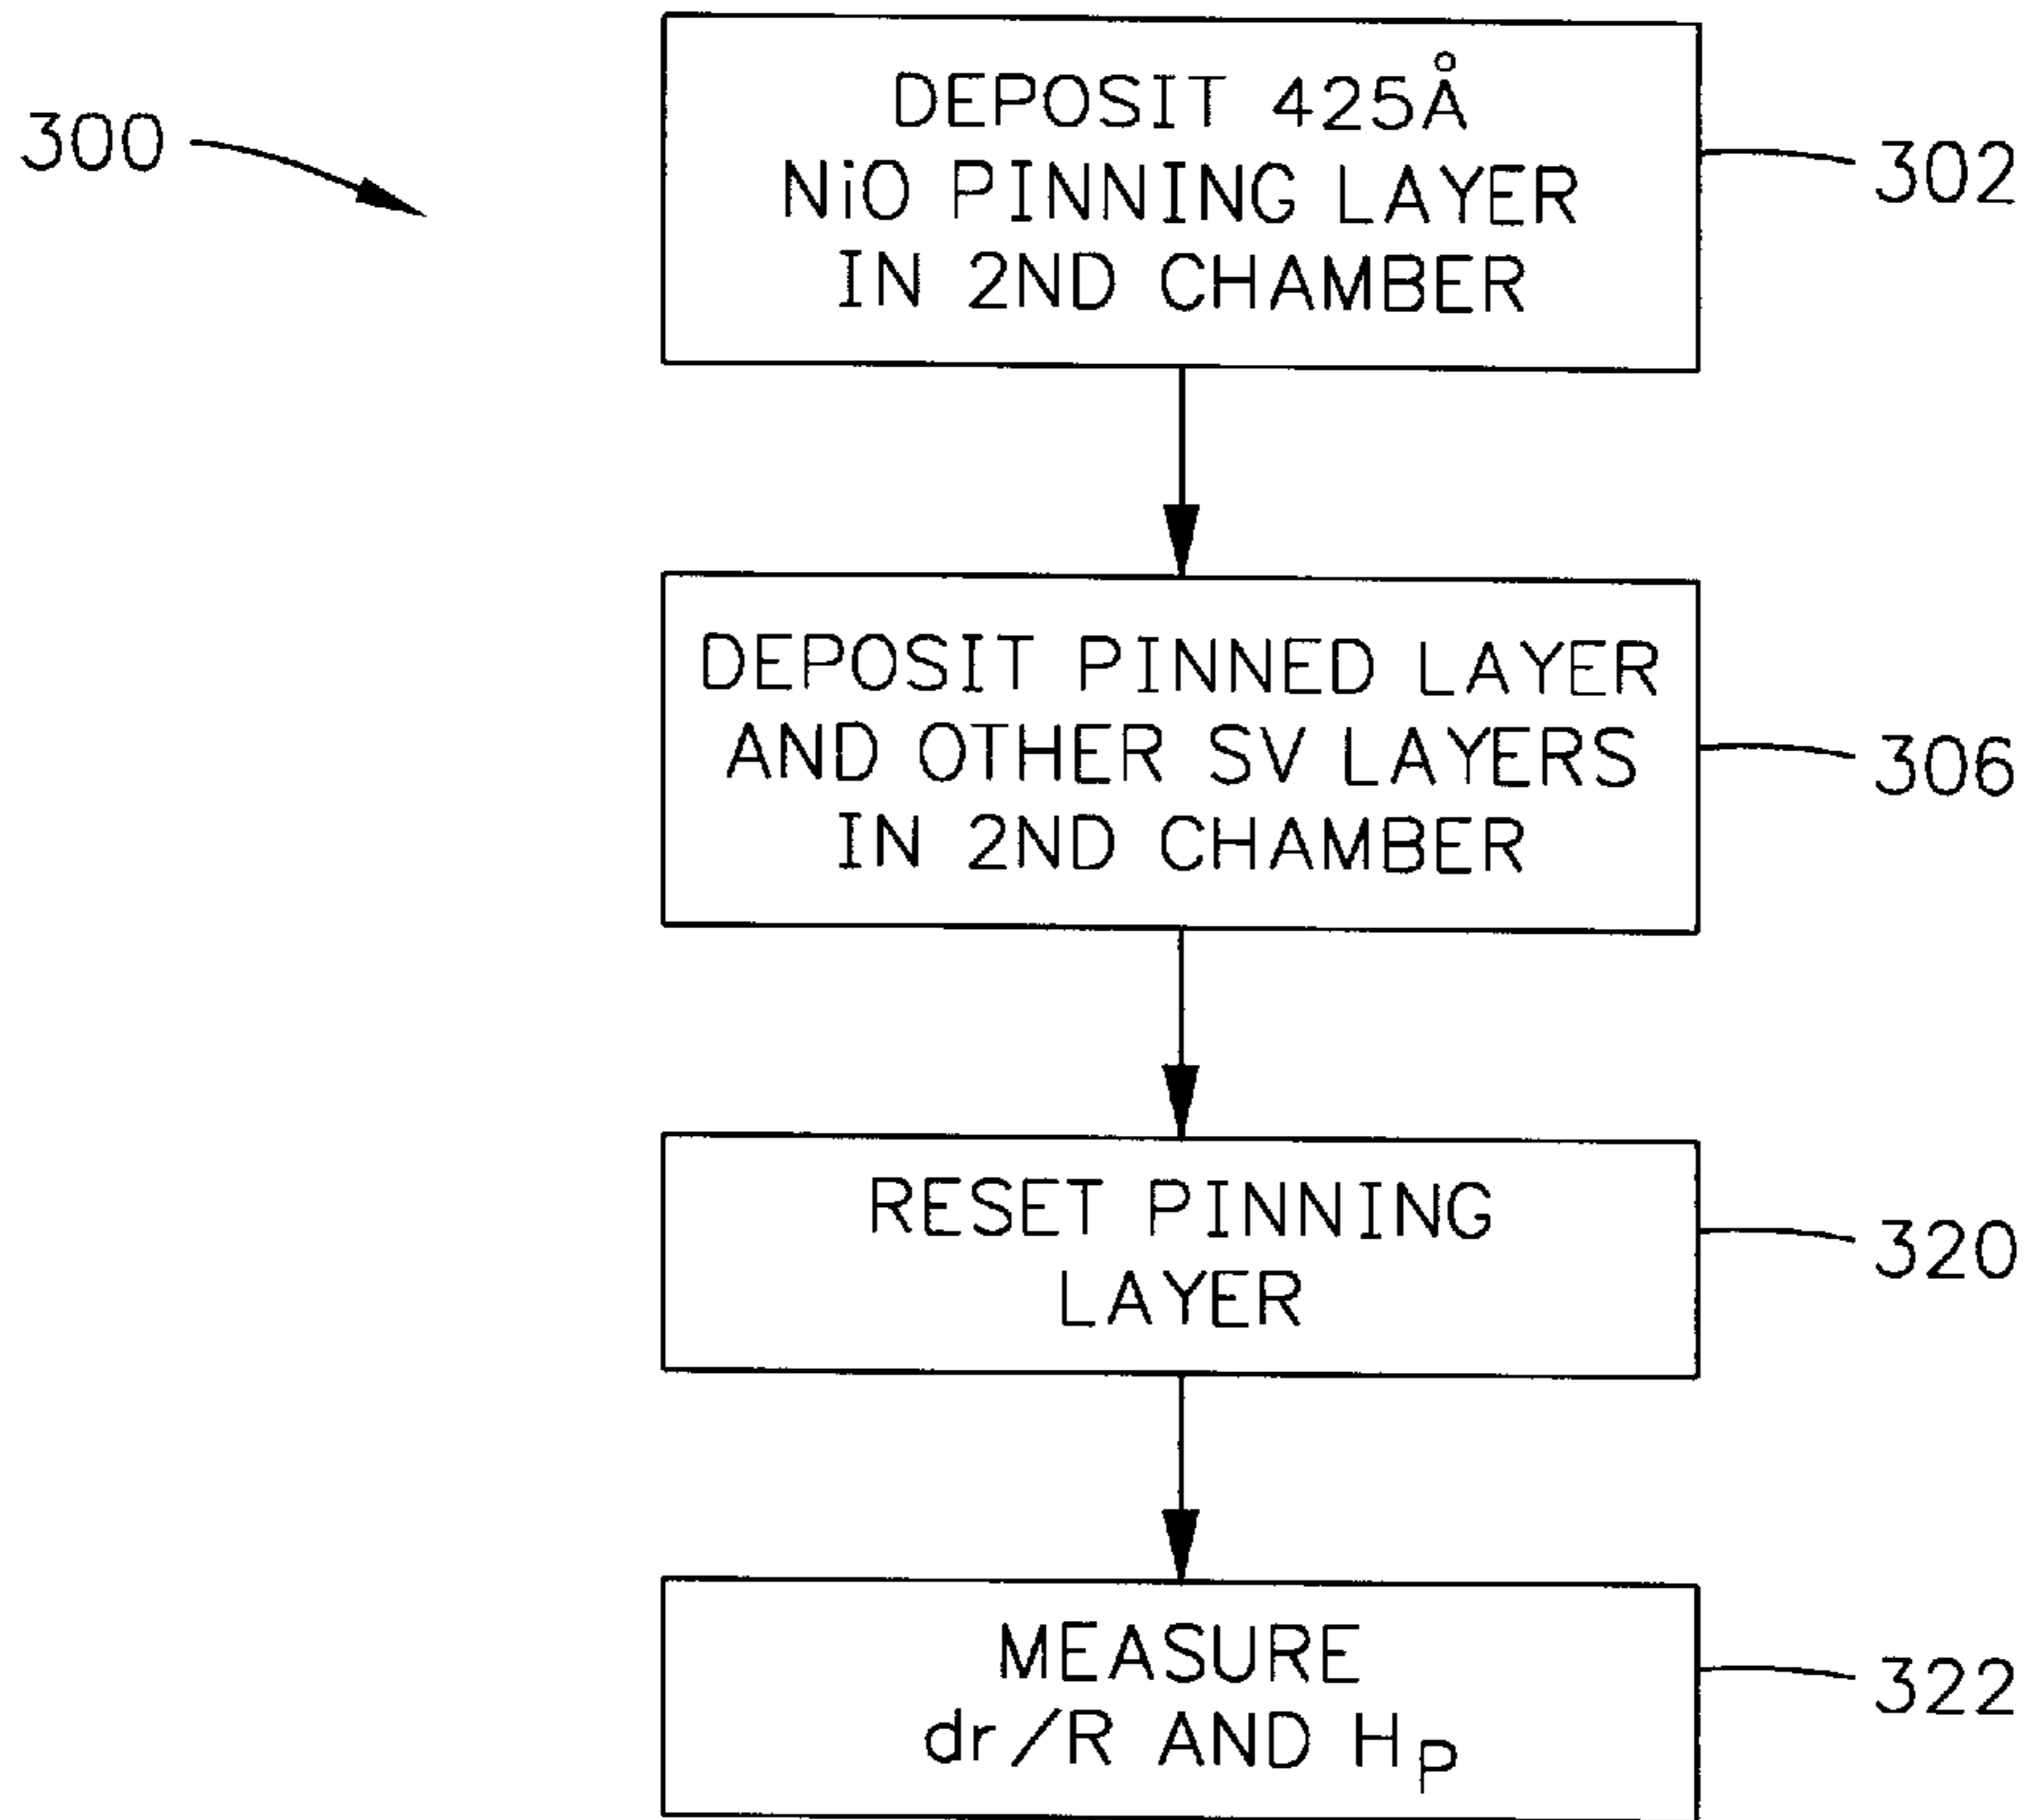 300
DEPOSIT 425Å
NiO PINNING LAYER
IN 2ND CHAMBER
302
DEPOSIT PINNED LAYER
AND OTHER SV LAYERS
IN 2ND CHAMBER
306
RESET PINNING
LAYER
320
MEASURE
dr/R AND HP
322